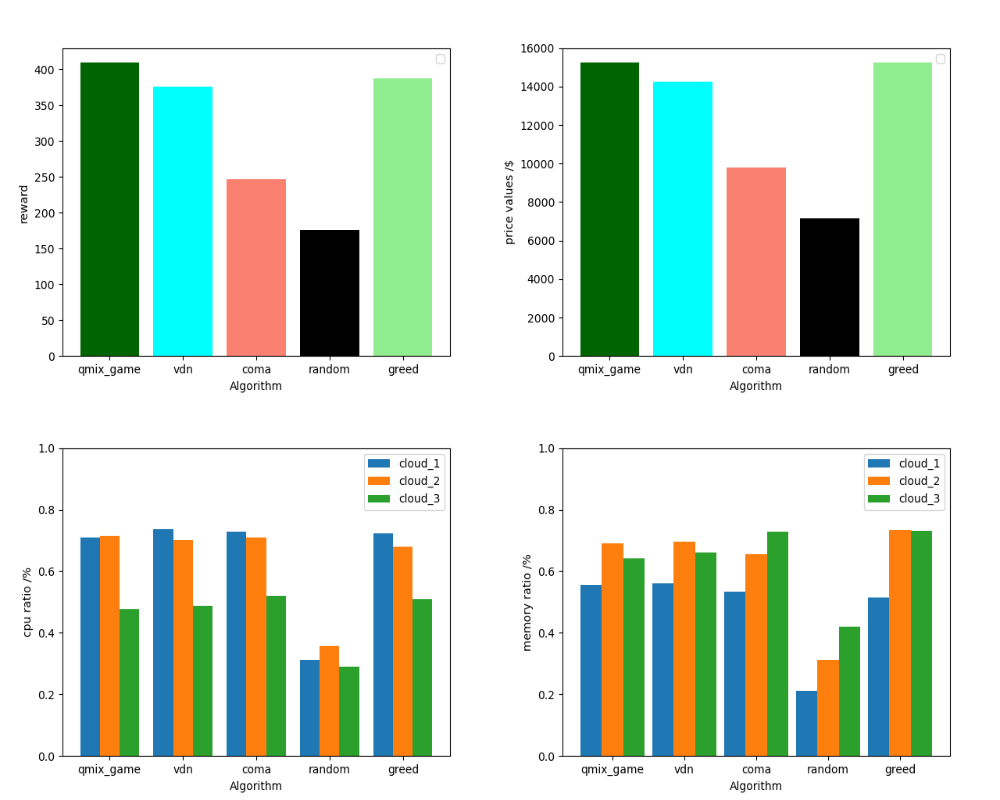 400
350
300
250
200
150
100
50
0
reward
qmix_game vdn coma random greed
Algorithm
16000
14000
12000
10000
8000
6000
4000
2000
0
price values /$
qmix_game vdn coma random greed
Algorithm
1.0
0.8
0.6
0.4
0.2
0.0
cpu ratio /%
cloud_1
cloud_2
cloud_3
qmix_game vdn coma random greed
Algorithm
1.0
0.8
0.6
0.4
0.2
0.0
memory ratio /%
cloud_1
cloud_2
cloud_3
qmix_game vdn coma random greed
Algorithm